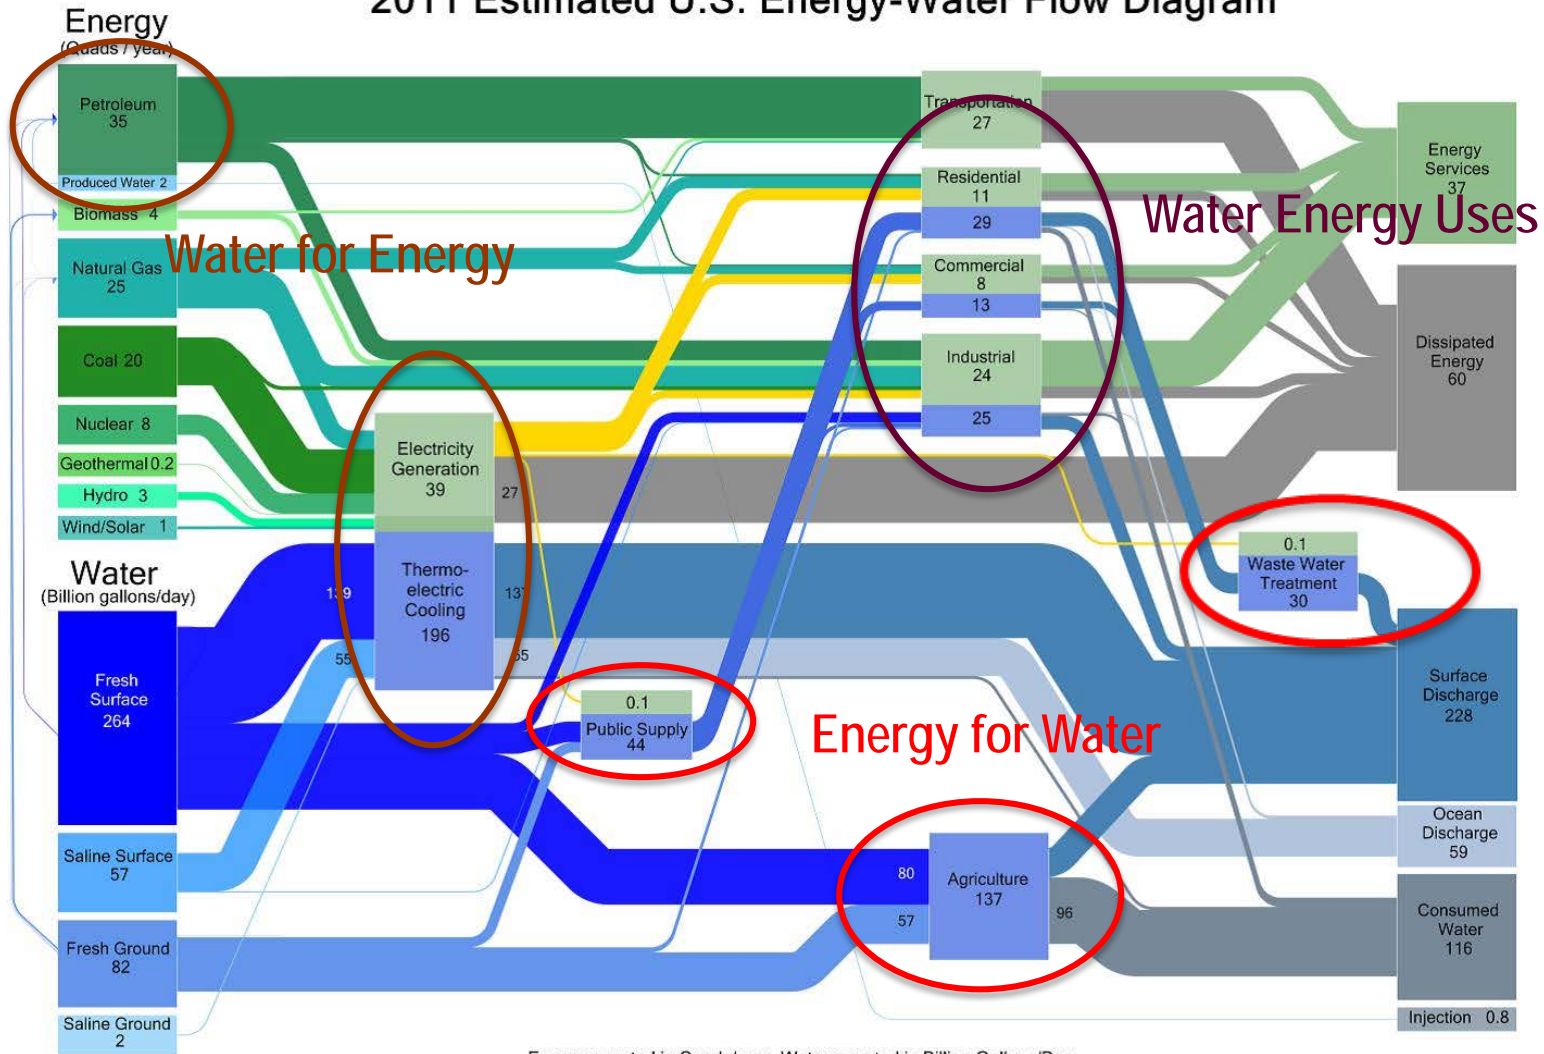 2011 Estimated U.S. Energy-Water Flow Diagram
Energy
(Quads / year)
Petroleum
35
Produced Water 2
Biomass 4
Natural Gas
25
Coal 20
Nuclear 8
Geothermal 0.2
Hydro 3
Wind/Solar 1
Water
(Billion gallons/day)
Fresh
Surface
264
Saline Surface
57
Fresh Ground
82
Saline Ground
2
Water for Energy
Electricity
Generation
39
27
Thermo-
electric
Cooling
196
139
55
137
65
0.1
Public Supply
44
Transportation
27
Residential
11
29
Commercial
8
13
Industrial
24
25
Water Energy Uses
Energy for Water
80
57
Agriculture
137
96
0.1
Waste Water
Treatment
30
Energy
Services
37
Dissipated
Energy
60
Surface
Discharge
228
Ocean
Discharge
59
Consumed
Water
116
Injection 0.8